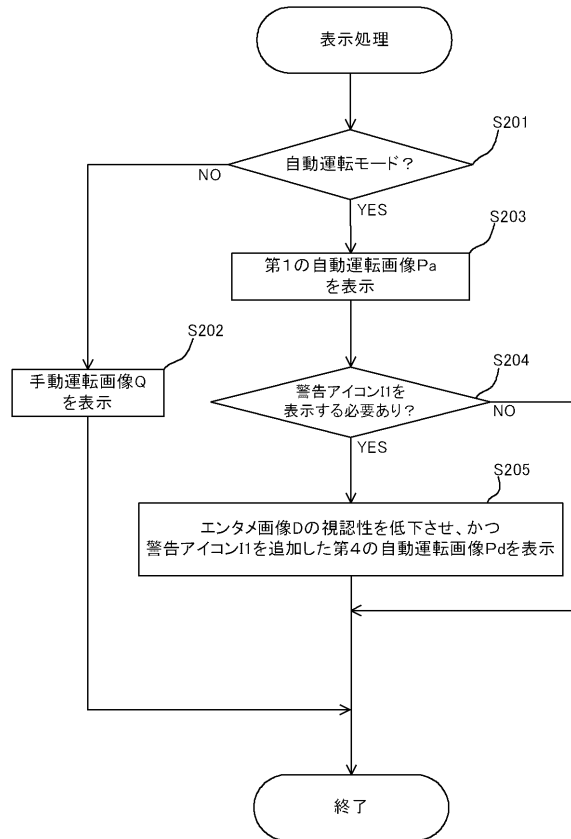 表示処理
S201
自動運転モード？
NO
YES
S203
第1の自動運転画像Pa
を表示
S202
手動運転画像Q
を表示
S204
警告アイコンI1を
表示する必要あり？
NO
YES
S205
エンタメ画像Dの視認性を低下させ、かつ
警告アイコンI1を追加した第4の自動運転画像Pdを表示
終了